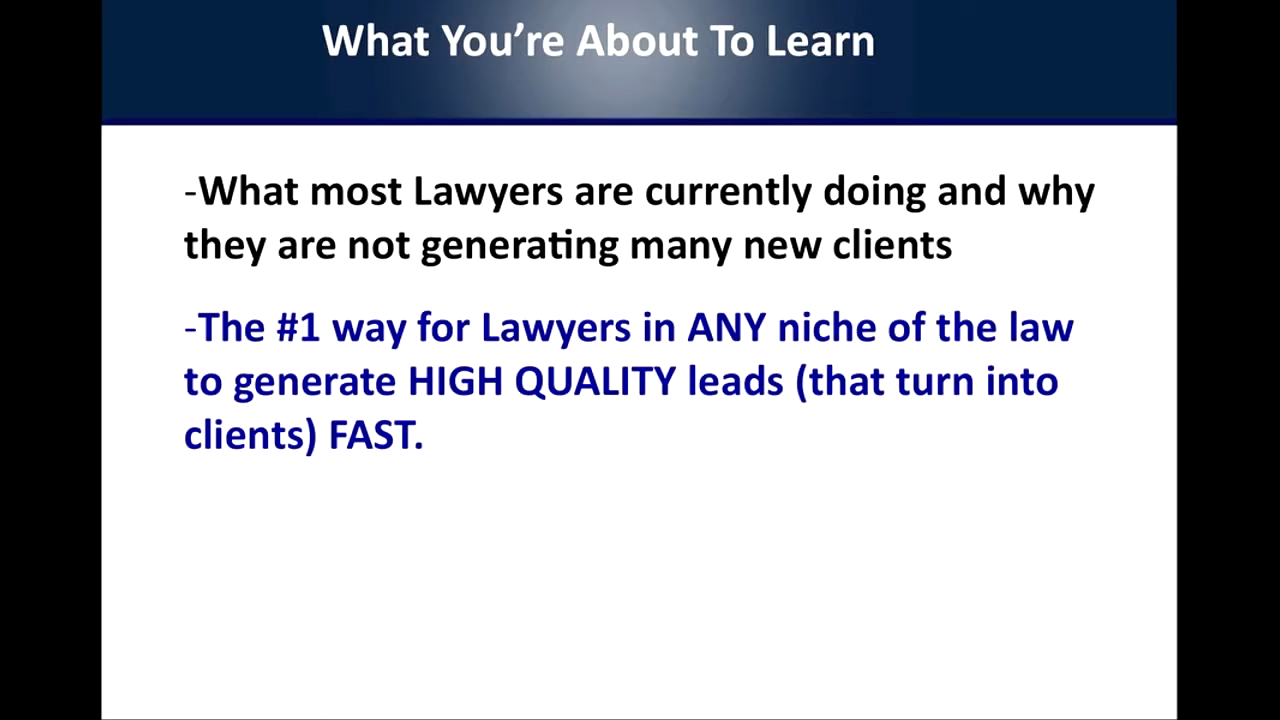 What You’re About To Learn
-What most Lawyers are currently doing and why
they are not generating many new clients
-The #1 way for Lawyers in ANY niche of the law
to generate HIGH QUALITY leads (that turn into
clients) FAST.